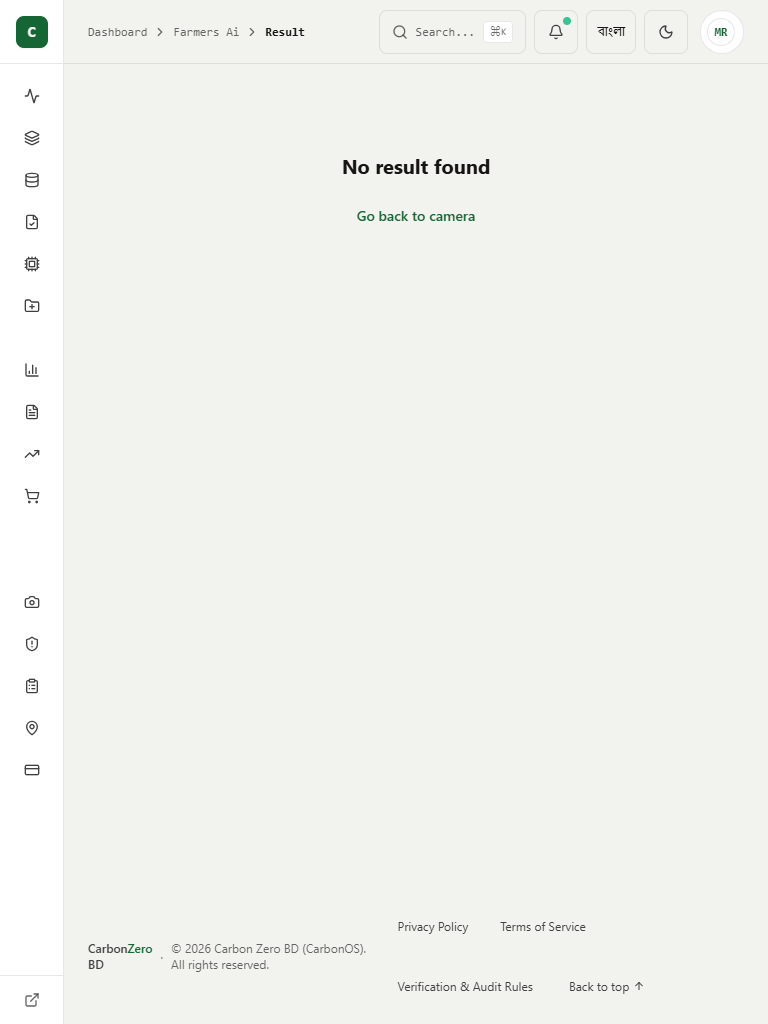 C
Dashboard > Farmers Ai > Result
Search... ⌘K
বাংলা
MR
No result found
Go back to camera
Privacy Policy Terms of Service
CarbonZero BD · © 2026 Carbon Zero BD (CarbonOS). All rights reserved.
Verification & Audit Rules Back to top ↑